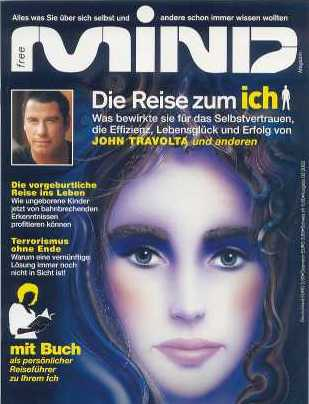 Alles was Sie über sich selbst und andere schon immer wissen wollten
free MIND Magazin
Die Reise zum ich
Was bewirkte sie für das Selbstvertrauen,
die Effizienz, Lebensglück und Erfolg von
JOHN TRAVOLTA und anderen
Die vorgeburtliche
Reise ins Leben
Wie ungeborene Kinder
jetzt von bahnbrechenden
Erkenntnissen
profitieren können
Terrorismus
ohne Ende
Warum eine vernünftige
Lösung immer noch
nicht in Sicht ist!
mit Buch
als persönlicher
Reiseführer
zu Ihrem Ich